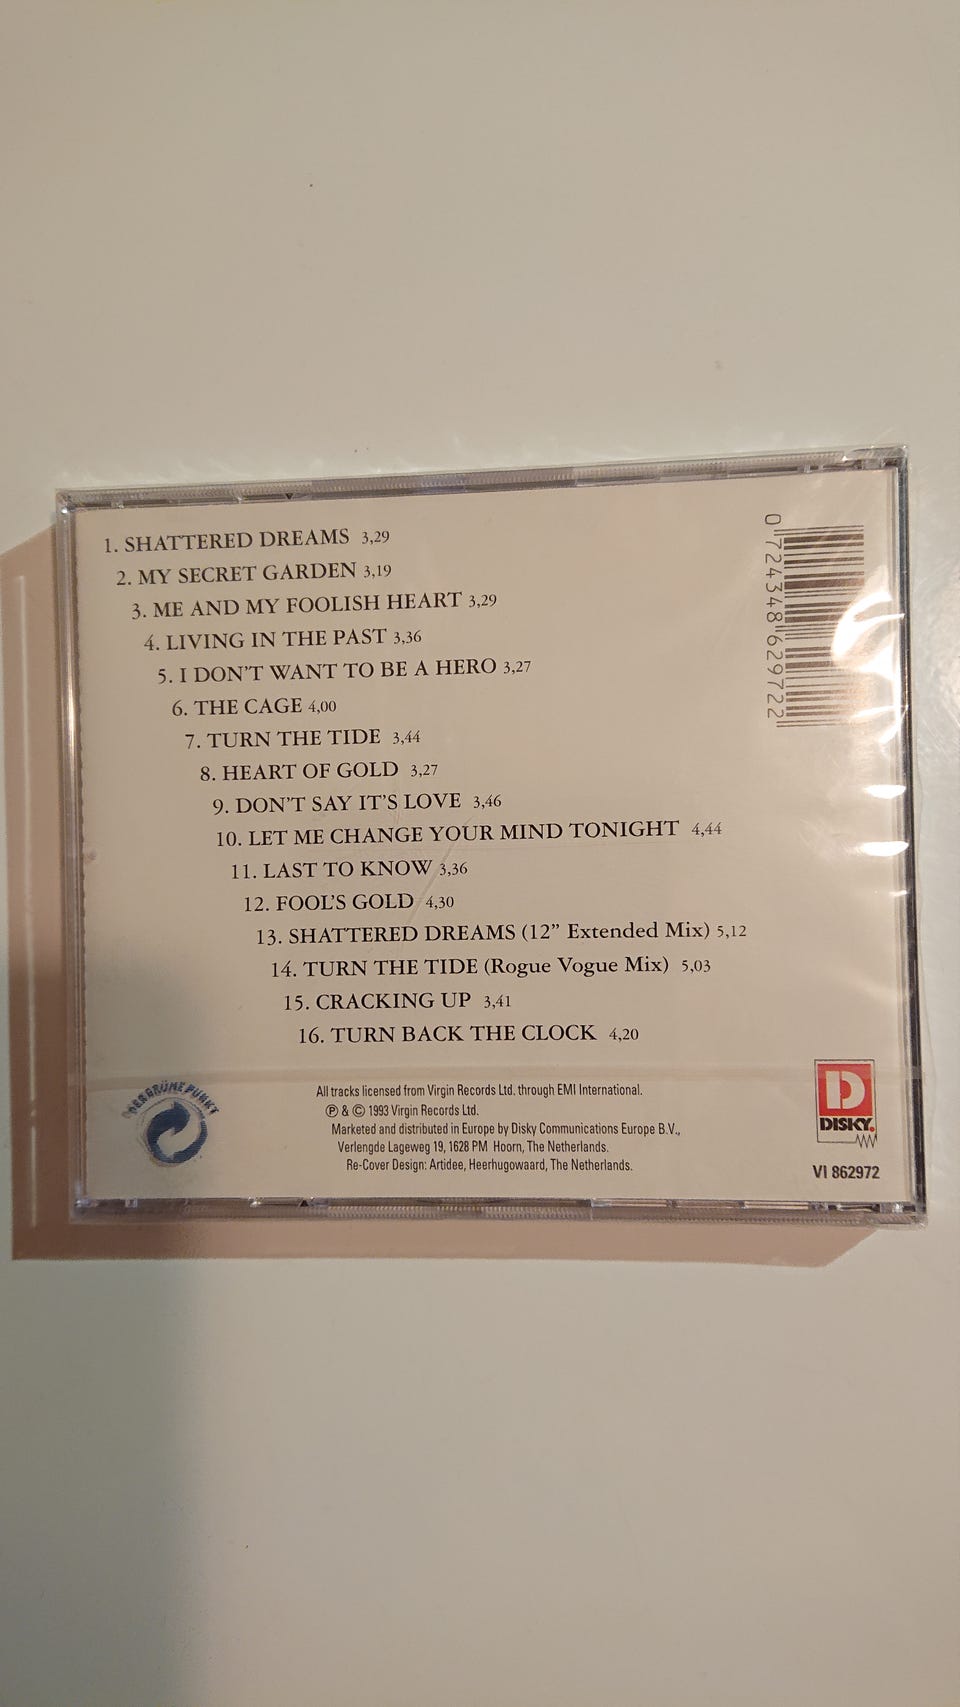 1. SHATTERED DREAMS 3,29
2. MY SECRET GARDEN 3,19
3. ME AND MY FOOLISH HEART 3,29
4. LIVING IN THE PAST 3,36
5. I DON'T WANT TO BE A HERO 3,27
6. THE CAGE 4,00
7. TURN THE TIDE 3,44
8. HEART OF GOLD 3,27
9. DON'T SAY IT'S LOVE 3,46
10. LET ME CHANGE YOUR MIND TONIGHT 4,44
11. LAST TO KNOW 3,36
12. FOOL'S GOLD 4,30
13. SHATTERED DREAMS (12" Extended Mix) 5,12
14. TURN THE TIDE (Rogue Vogue Mix) 5,03
15. CRACKING UP 3,41
16. TURN BACK THE CLOCK 4,20
0 724348 629722
DER GRÜNE PUNKT
All tracks licensed from Virgin Records Ltd. through EMI International.
Ⓟ & © 1993 Virgin Records Ltd.
Marketed and distributed in Europe by Disky Communications Europe B.V.,
Verlengde Lageweg 19, 1628 PM Hoorn, The Netherlands.
Re-Cover Design: Artidee, Heerhugowaard, The Netherlands.
D
DISKY.
VI 862972